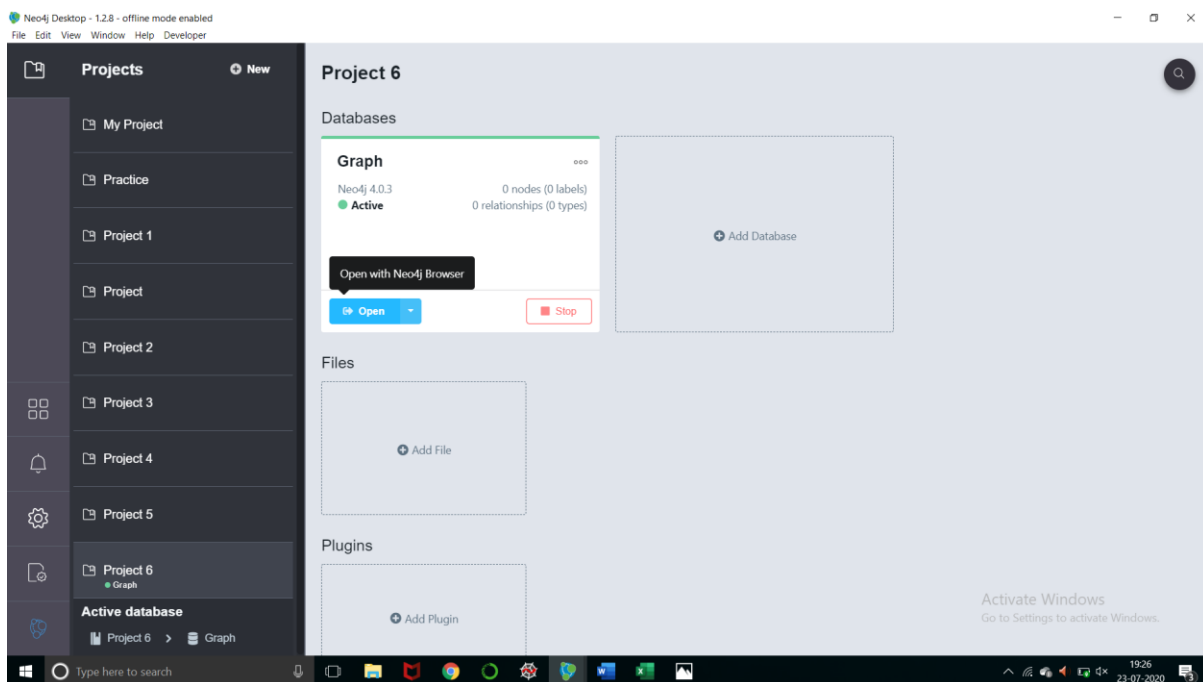 Neo4j Desktop - 1.2.8 - offline mode enabled
File Edit View Window Help Developer
Projects
New
My Project
Practice
Project 1
Project
Project 2
Project 3
Project 4
Project 5
Project 6
Graph
Active database
Project 6 > Graph
Project 6
Databases
Graph
Neo4j 4.0.3
0 nodes (0 labels)
Active
0 relationships (0 types)
Open with Neo4j Browser
Open
Stop
Add Database
Files
Add File
Plugins
Add Plugin
Activate Windows
Go to Settings to activate Windows.
Type here to search
19:26
23-07-2020